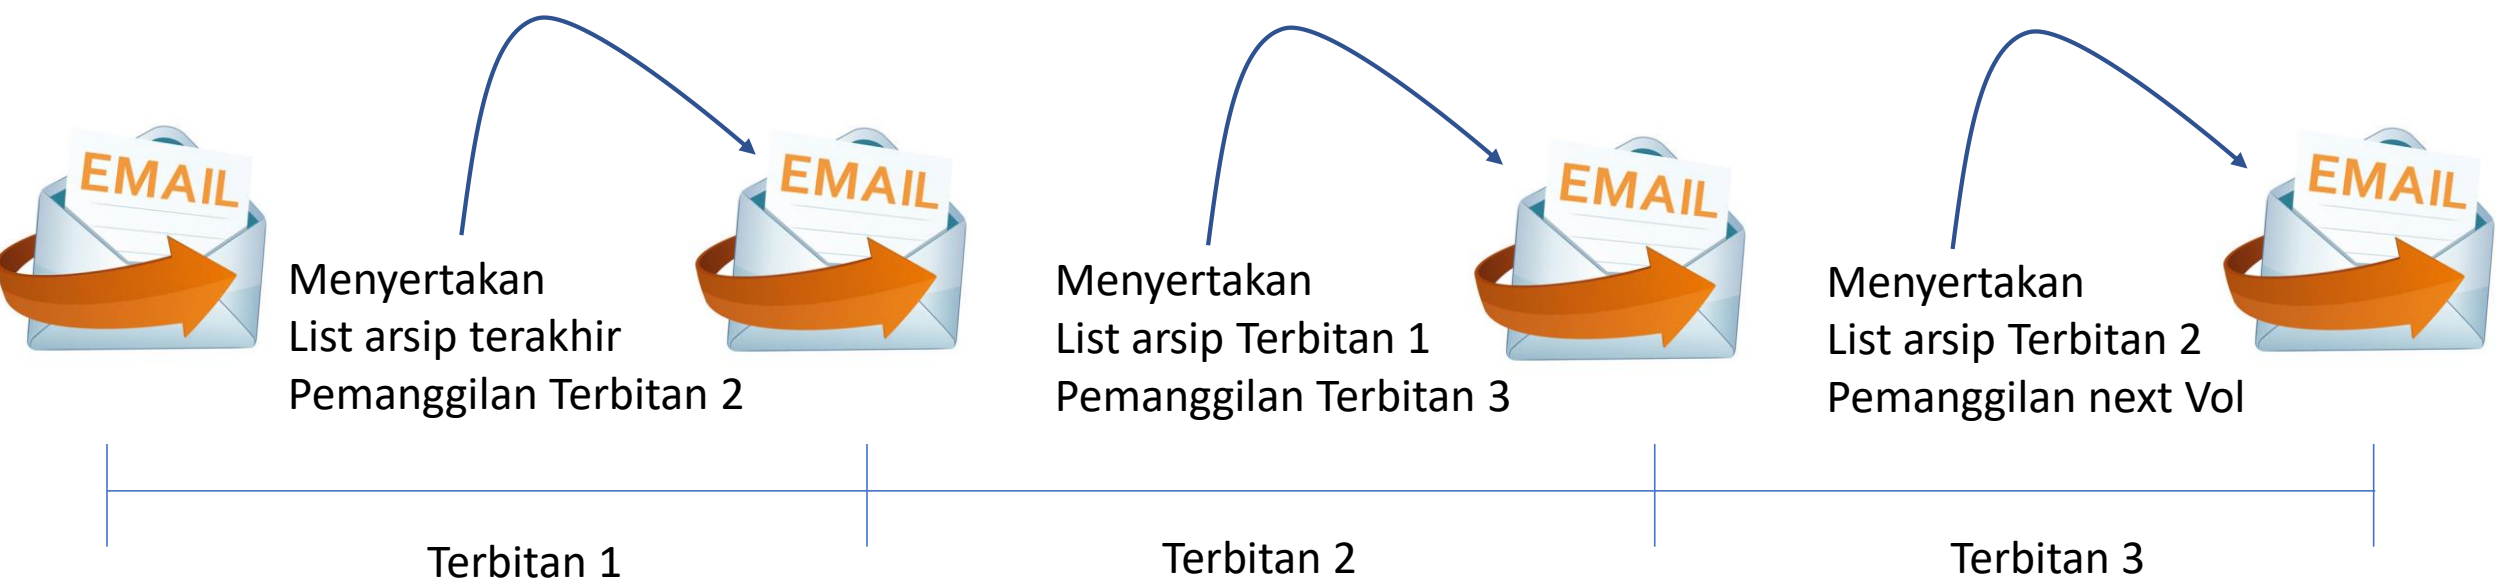 EMAIL
EMAIL
EMAIL
EMAIL
Menyertakan
List arsip terakhir
Pemanggilan Terbitan 2
Menyertakan
List arsip Terbitan 1
Pemanggilan Terbitan 3
Menyertakan
List arsip Terbitan 2
Pemanggilan next Vol
Terbitan 1
Terbitan 2
Terbitan 3